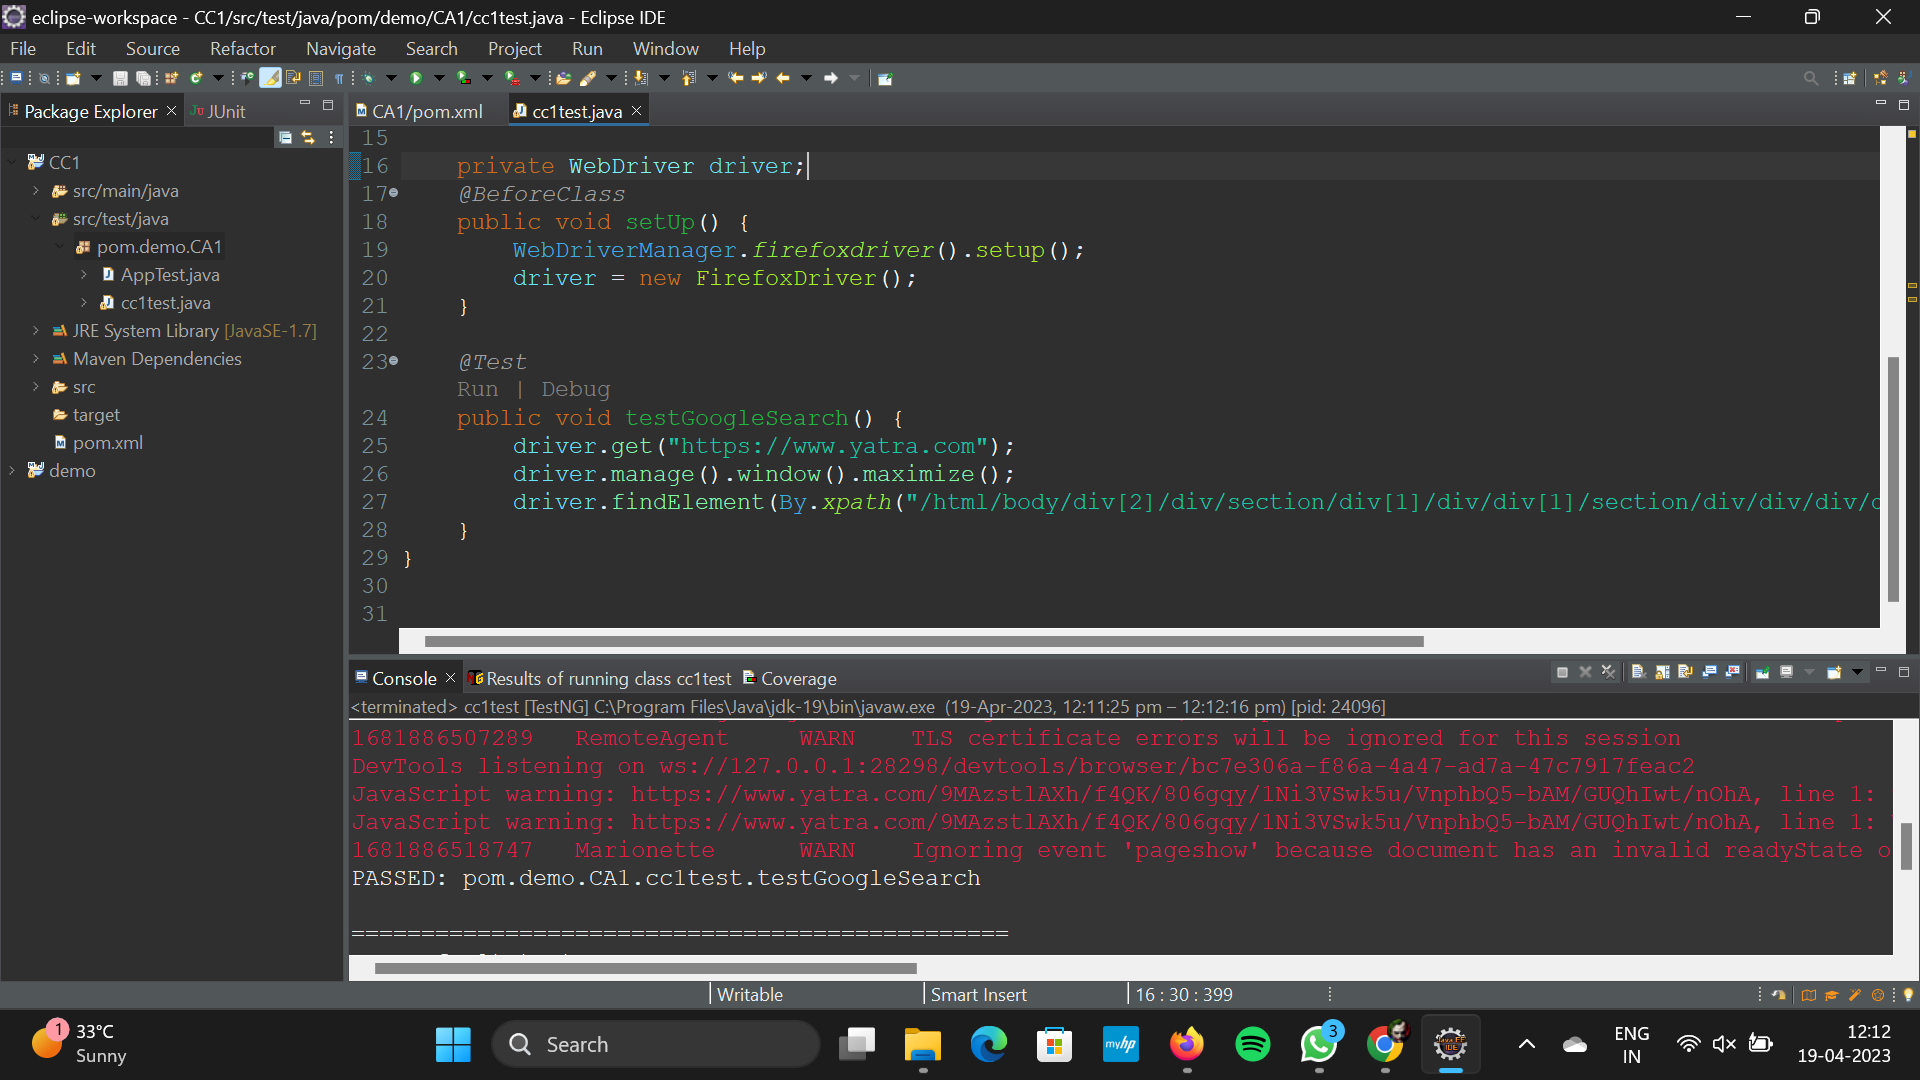 eclipse-workspace - CC1/src/test/java/pom/demo/CA1/cc1test.java - Eclipse IDE
File Edit Source Refactor Navigate Search Project Run Window Help
Package Explorer JUnit
CA1/pom.xml cc1test.java
CC1
src/main/java
src/test/java
pom.demo.CA1
AppTest.java
cc1test.java
JRE System Library [JavaSE-1.7]
Maven Dependencies
src
target
pom.xml
demo
15
16 private WebDriver driver;
17 @BeforeClass
18 public void setUp() {
19 WebDriverManager.firefoxdriver().setup();
20 driver = new FirefoxDriver();
21 }
22
23 @Test
Run | Debug
24 public void testGoogleSearch() {
25 driver.get("https://www.yatra.com");
26 driver.manage().window().maximize();
27 driver.findElement(By.xpath("/html/body/div[2]/div/section/div[1]/div/div[1]/section/div/div/div/
28 }
29 }
30
31
Console Results of running class cc1test Coverage
<terminated> cc1test [TestNG] C:\Program Files\Java\jdk-19\bin\javaw.exe (19-Apr-2023, 12:11:25 pm – 12:12:16 pm) [pid: 24096]
1681886507289 RemoteAgent WARN TLS certificate errors will be ignored for this session
DevTools listening on ws://127.0.0.1:28298/devtools/browser/bc7e306a-f86a-4a47-ad7a-47c7917feac2
JavaScript warning: https://www.yatra.com/9MAzstlAXh/f4QK/806gqy/1Ni3VSwk5u/VnphbQ5-bAM/GUQhIwt/nOhA, line 1:
JavaScript warning: https://www.yatra.com/9MAzstlAXh/f4QK/806gqy/1Ni3VSwk5u/VnphbQ5-bAM/GUQhIwt/nOhA, line 1:
1681886518747 Marionette WARN Ignoring event 'pageshow' because document has an invalid readyState o
PASSED: pom.demo.CA1.cc1test.testGoogleSearch
===============================================
Writable Smart Insert 16 : 30 : 399
1
33°C
Sunny
Search
myhp
3
ENG
IN
12:12
19-04-2023